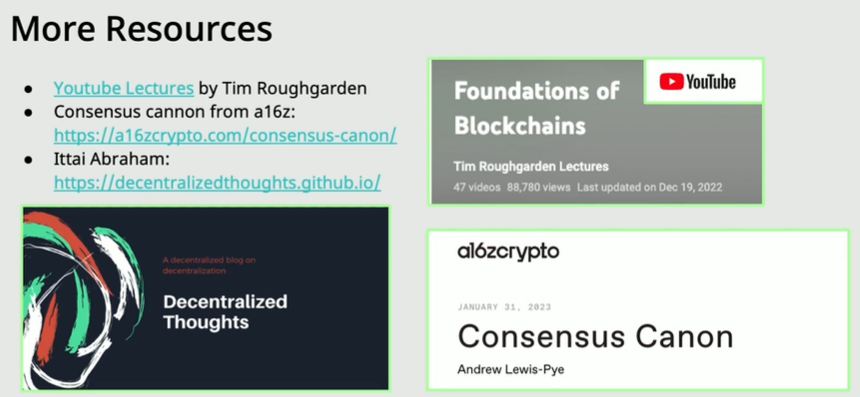 More Resources
● Youtube Lectures by Tim Roughgarden
● Consensus cannon from a16z:
https://a16zcrypto.com/consensus-canon/
● Ittai Abraham:
https://decentralizedthoughts.github.io/
YouTube
Foundations of
Blockchains
Tim Roughgarden Lectures
47 videos 88,780 views Last updated on Dec 19, 2022
A decentralized blog on
decentralization
Decentralized
Thoughts
a16zcrypto
JANUARY 31, 2023
Consensus Canon
Andrew Lewis-Pye